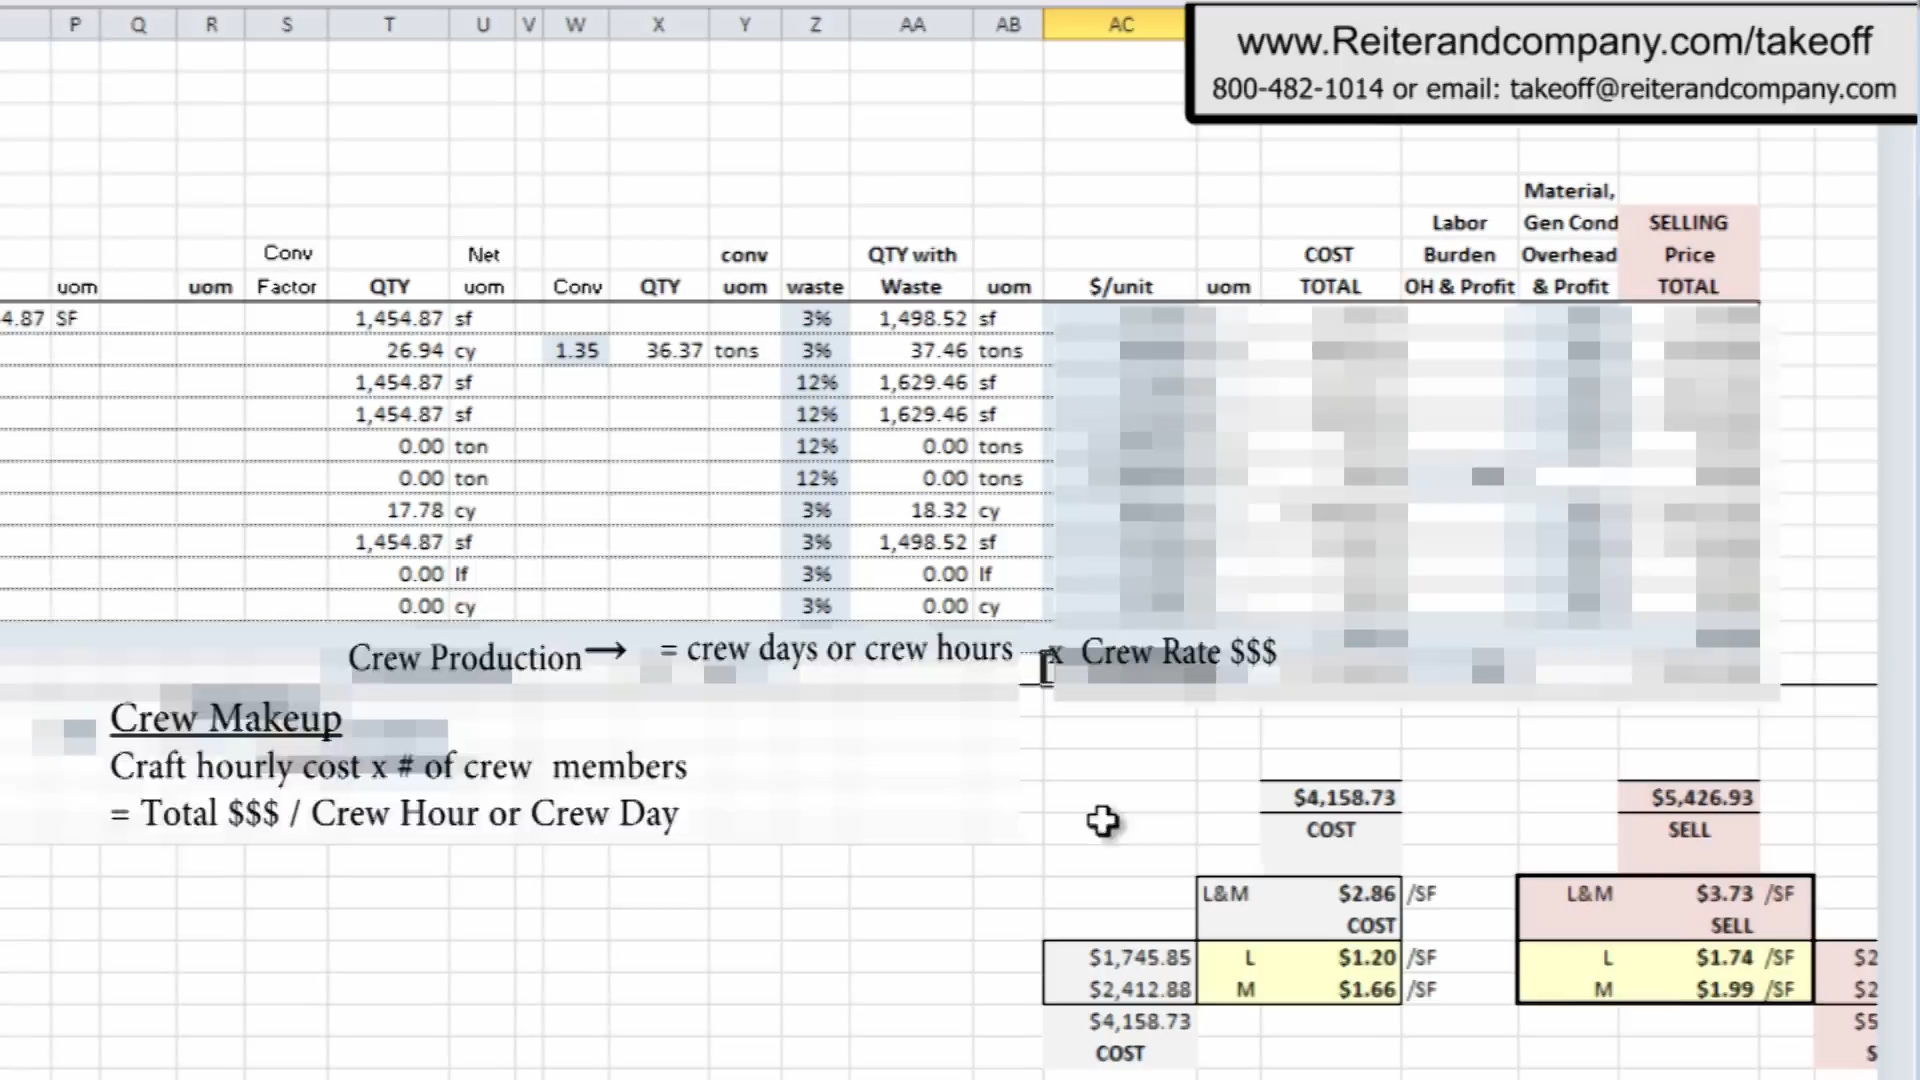 P Q R S T U V W X Y Z AA AB AC
www.Reiterandcompany.com/takeoff
800-482-1014 or email: takeoff@reiterandcompany.com
Material,
Labor Gen Cond SELLING
Conv Net conv QTY with COST Burden Overhead Price
uom uom Factor QTY uom Conv QTY uom waste Waste uom $/unit uom TOTAL OH & Profit & Profit TOTAL
4.87 SF 1,454.87 sf 3% 1,498.52 sf
26.94 cy 1.35 36.37 tons 3% 37.46 tons
1,454.87 sf 12% 1,629.46 sf
1,454.87 sf 12% 1,629.46 sf
0.00 ton 12% 0.00 tons
0.00 ton 12% 0.00 tons
17.78 cy 3% 18.32 cy
1,454.87 sf 3% 1,498.52 sf
0.00 lf 3% 0.00 lf
0.00 cy 3% 0.00 cy
Crew Production→ = crew days or crew hours x Crew Rate $$$
Crew Makeup
Craft hourly cost x # of crew members
= Total $$$ / Crew Hour or Crew Day
$4,158.73 $5,426.93
COST SELL
L&M $2.86 /SF L&M $3.73 /SF
COST SELL
$1,745.85 L $1.20 /SF L $1.74 /SF $2
$2,412.88 M $1.66 /SF M $1.99 /SF $2
$4,158.73 $5
COST S